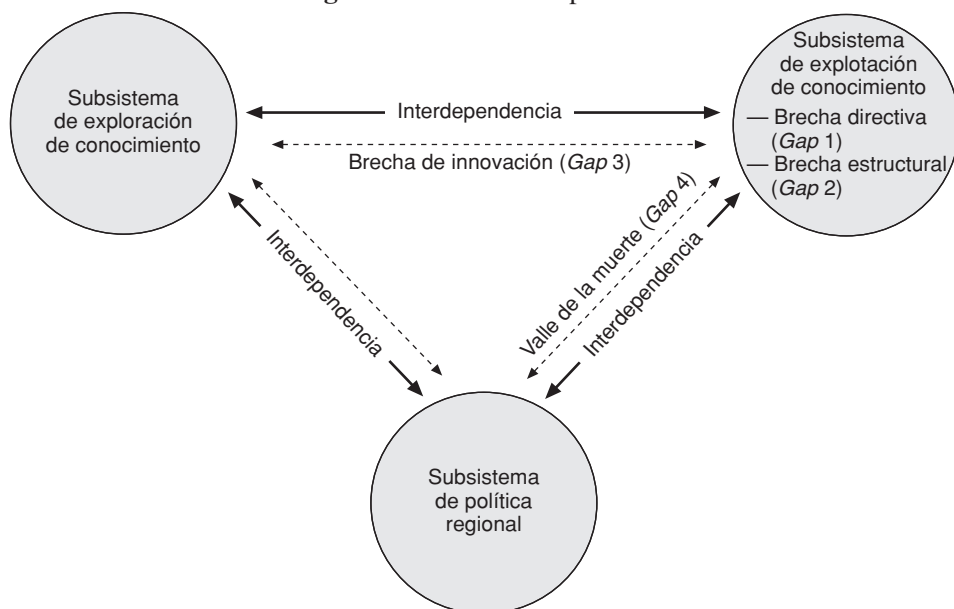 Subsistema
de exploración
de conocimiento
Interdependencia
Brecha de innovación (Gap 3)
Subsistema
de explotación
de conocimiento
— Brecha directiva
(Gap 1)
— Brecha estructural
(Gap 2)
Interdependencia
Valle de la muerte (Gap 4)
Interdependencia
Subsistema
de política
regional